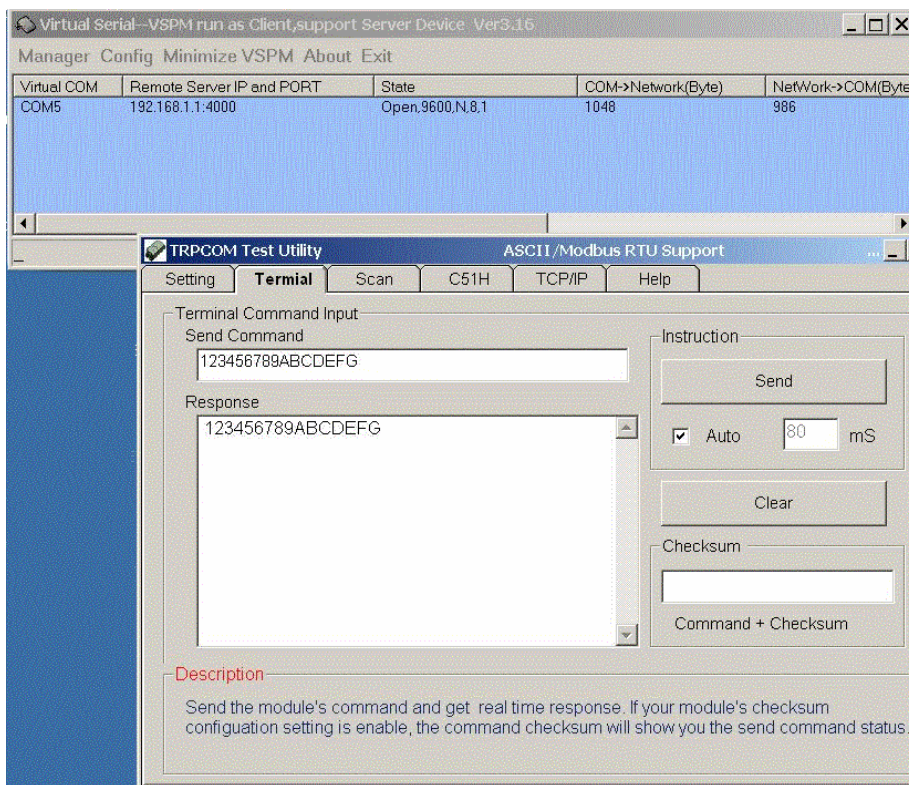 Virtual Serial--VSPM run as Client,support Server Device Ver3.16
Manager Config Minimize VSPM About Exit
Virtual COM Remote Server IP and PORT State COM->Network(Byte) NetWork->COM(Byte
COM5 192.168.1.1:4000 Open,9600,N,8,1 1048 986
TRPCOM Test Utility ASCII/Modbus RTU Support ...
Setting Termial Scan C51H TCP/IP Help
Terminal Command Input
Send Command
123456789ABCDEFG
Response
123456789ABCDEFG
Instruction
Send
Auto 80 mS
Clear
Checksum
Command + Checksum
Description
Send the module's command and get real time response. If your module's checksum
configuation setting is enable, the command checksum will show you the send command status.